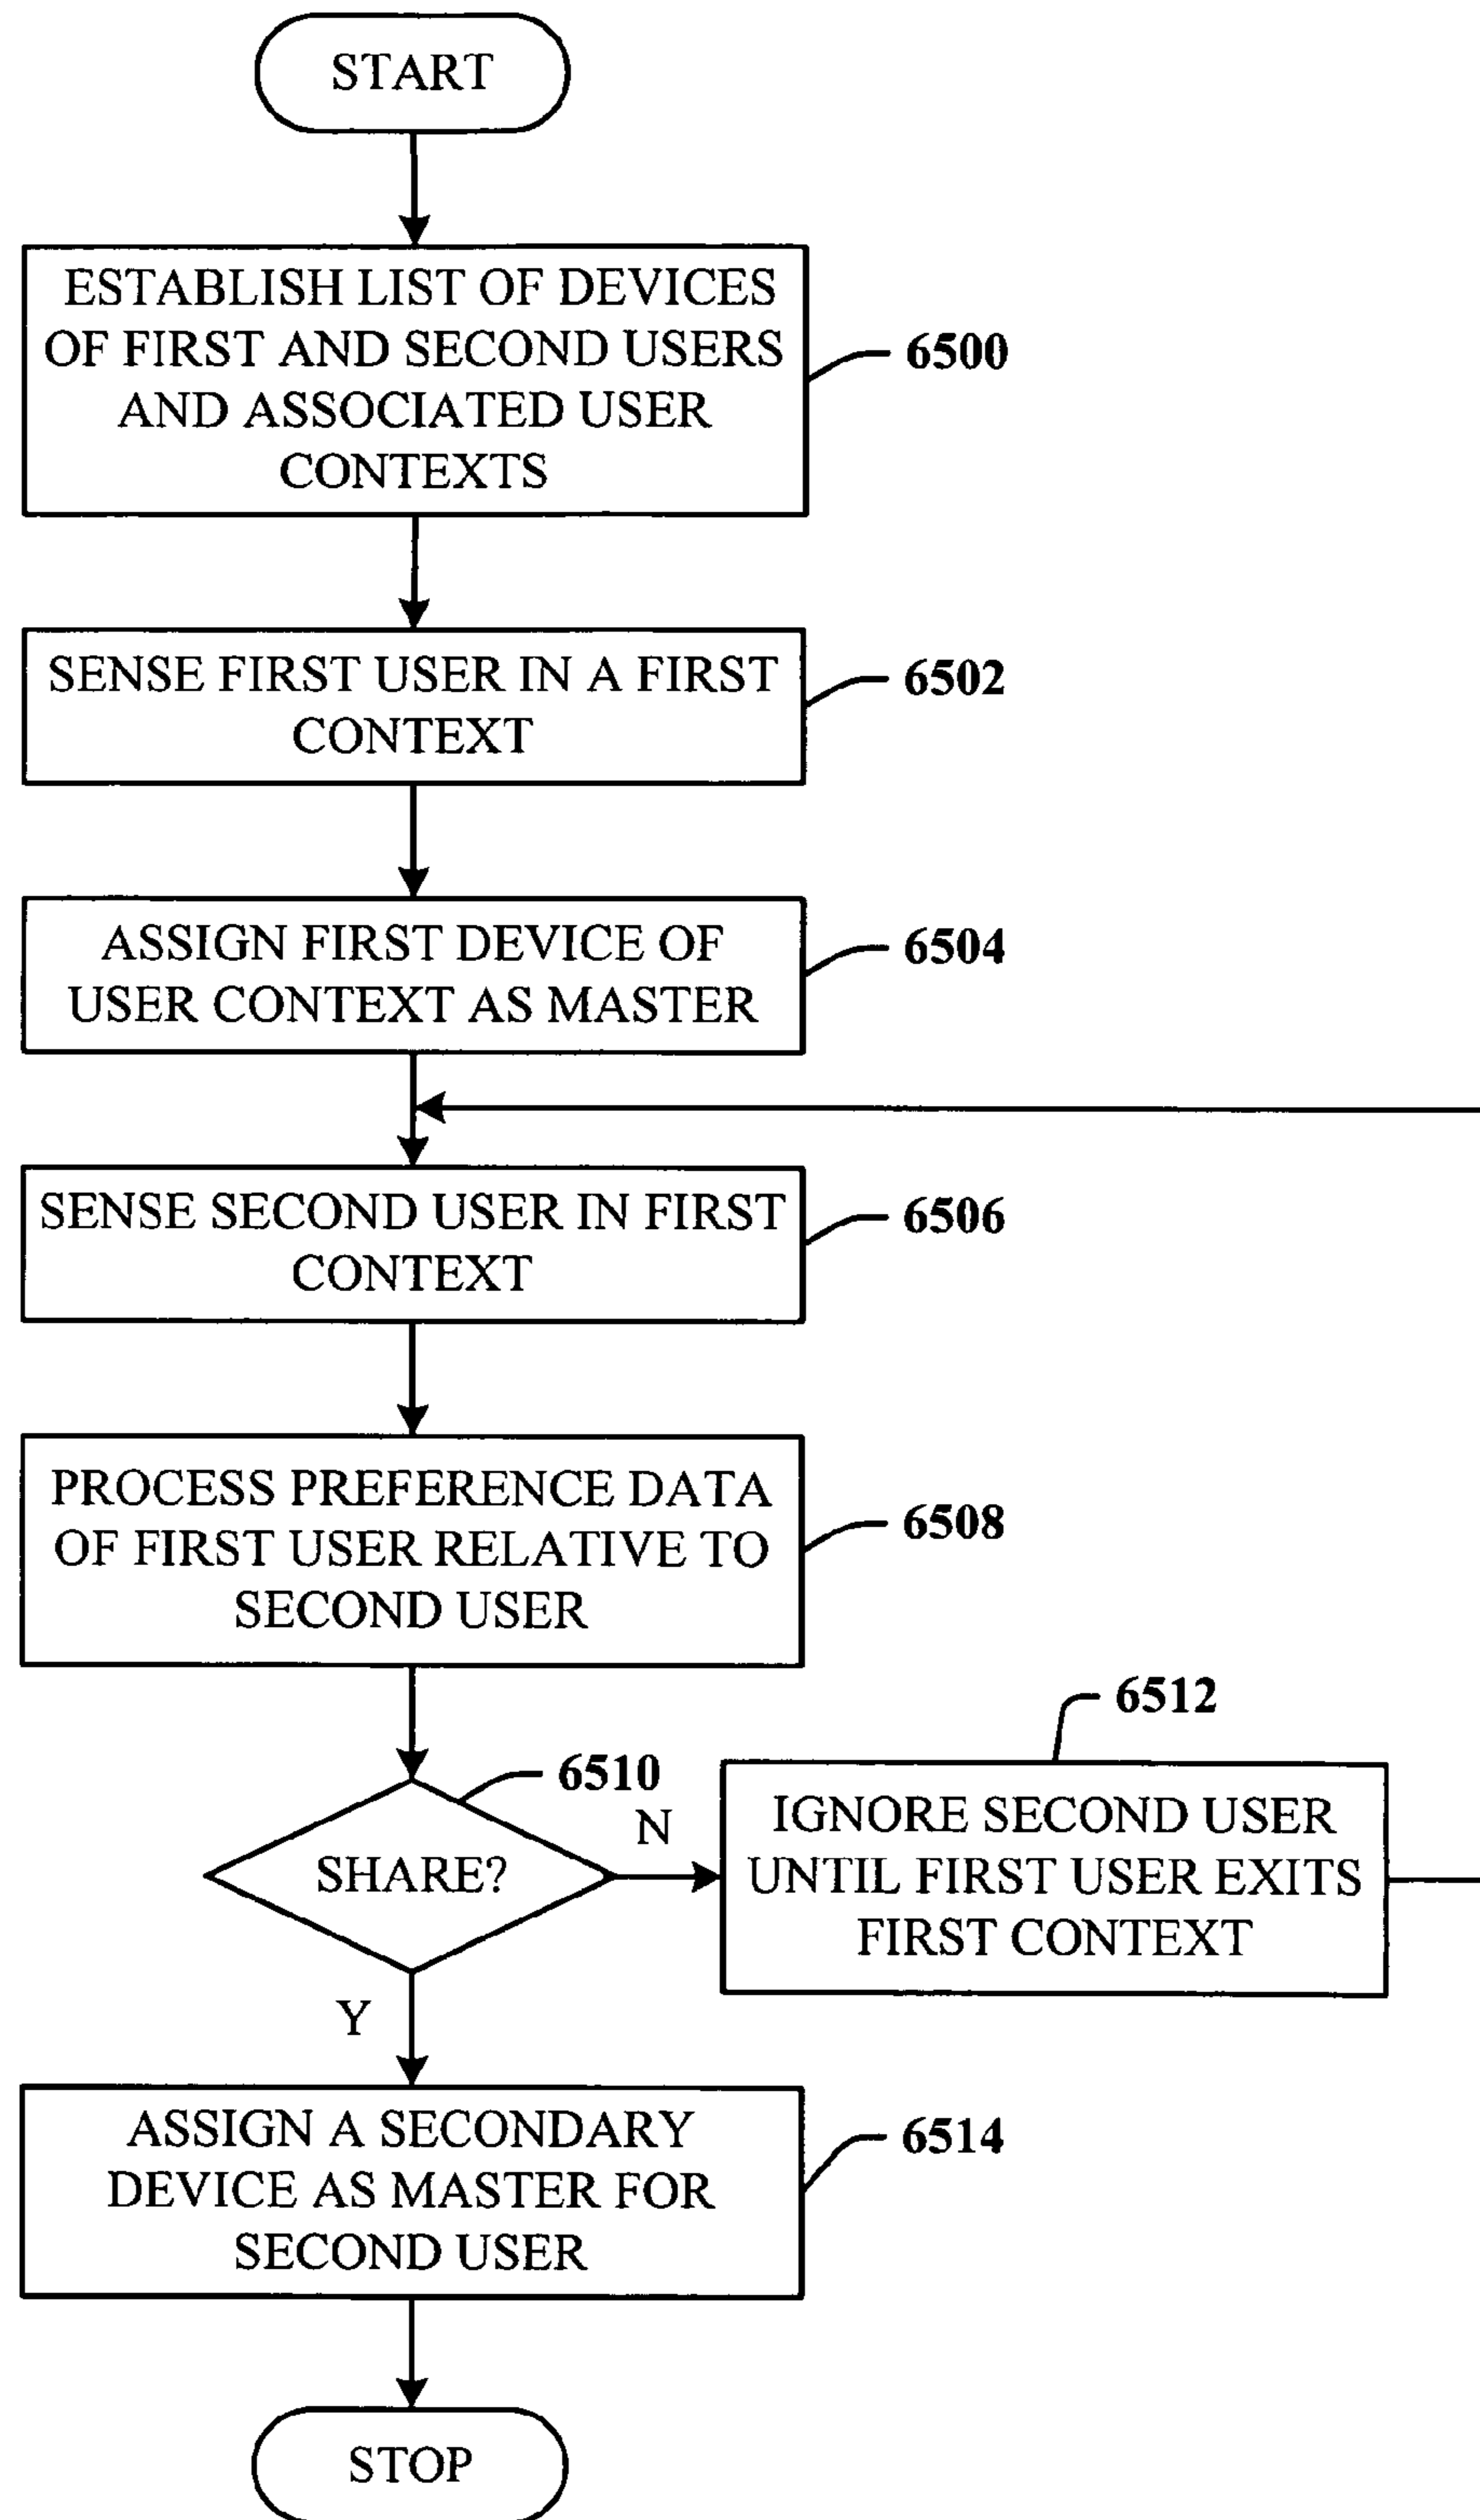 START
ESTABLISH LIST OF DEVICES
OF FIRST AND SECOND USERS
AND ASSOCIATED USER
CONTEXTS
6500
SENSE FIRST USER IN A FIRST
CONTEXT
6502
ASSIGN FIRST DEVICE OF
USER CONTEXT AS MASTER
6504
SENSE SECOND USER IN FIRST
CONTEXT
6506
PROCESS PREFERENCE DATA
OF FIRST USER RELATIVE TO
SECOND USER
6508
SHARE?
6510
N
IGNORE SECOND USER
UNTIL FIRST USER EXITS
FIRST CONTEXT
6512
Y
ASSIGN A SECONDARY
DEVICE AS MASTER FOR
SECOND USER
6514
STOP